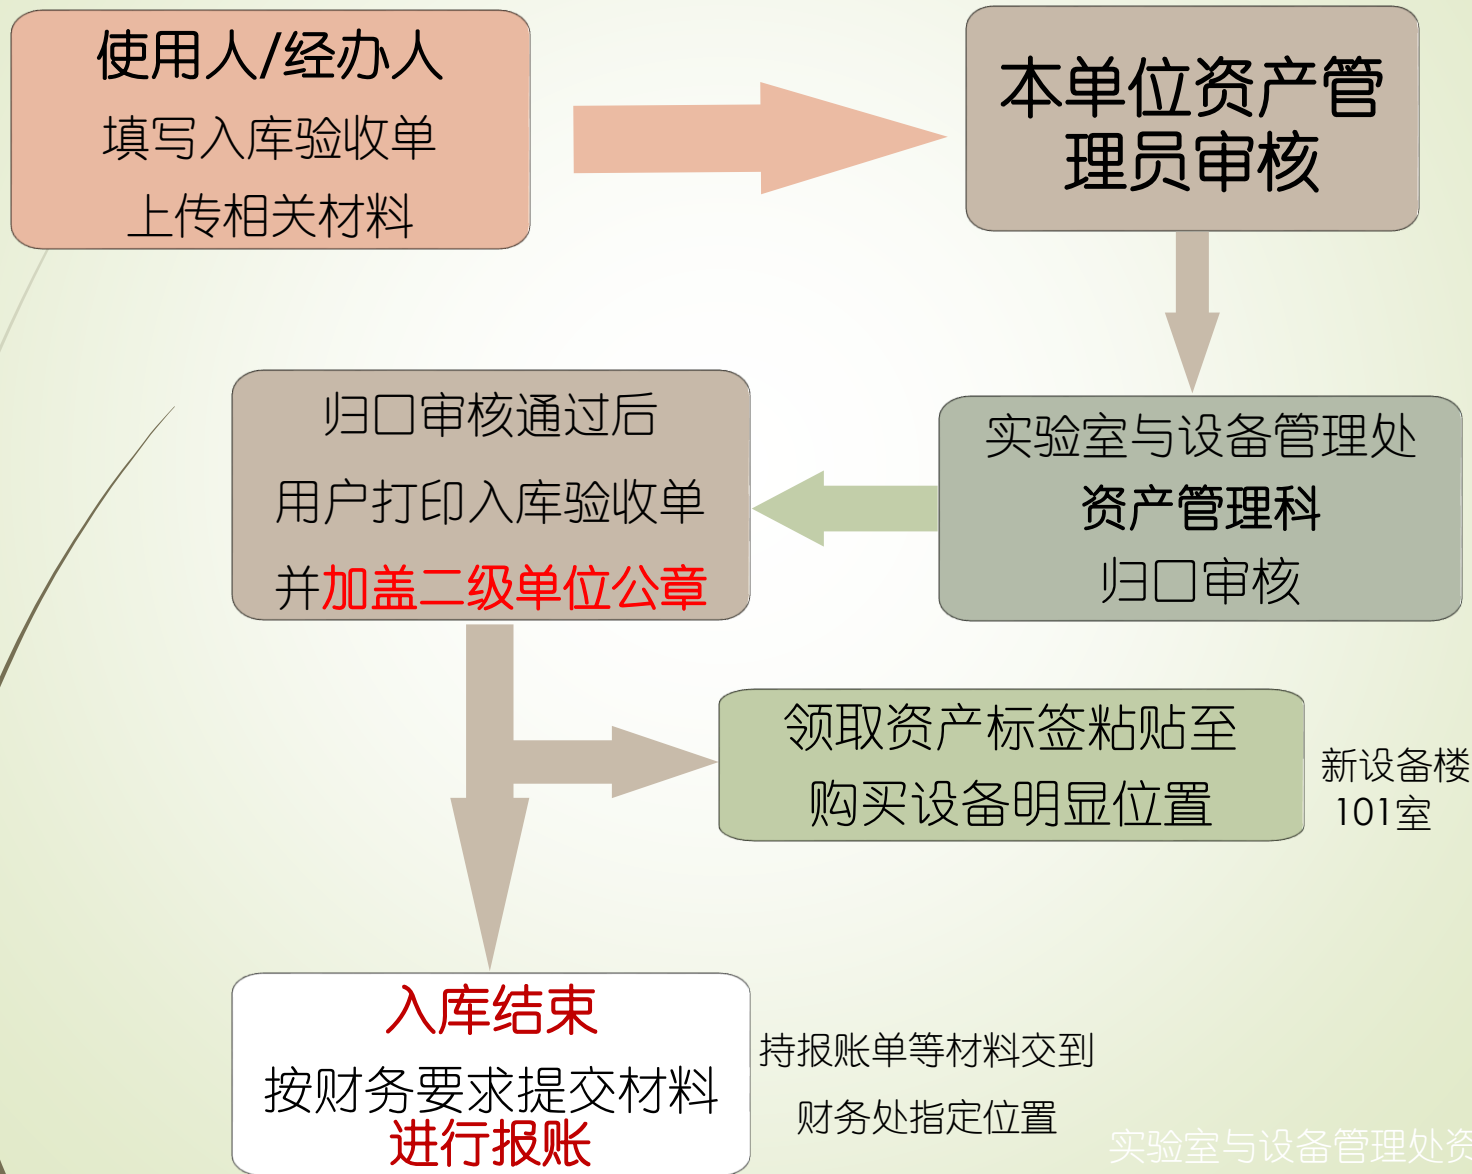 使用人/经办人
填写入库验收单
上传相关材料
本单位资产管
理员审核
实验室与设备管理处
资产管理科
归口审核
归口审核通过后
用户打印入库验收单
并加盖二级单位公章
领取资产标签粘贴至
购买设备明显位置
新设备楼
101室
入库结束
按财务要求提交材料
进行报账
持报账单等材料交到
财务处指定位置
实验室与设备管理处资